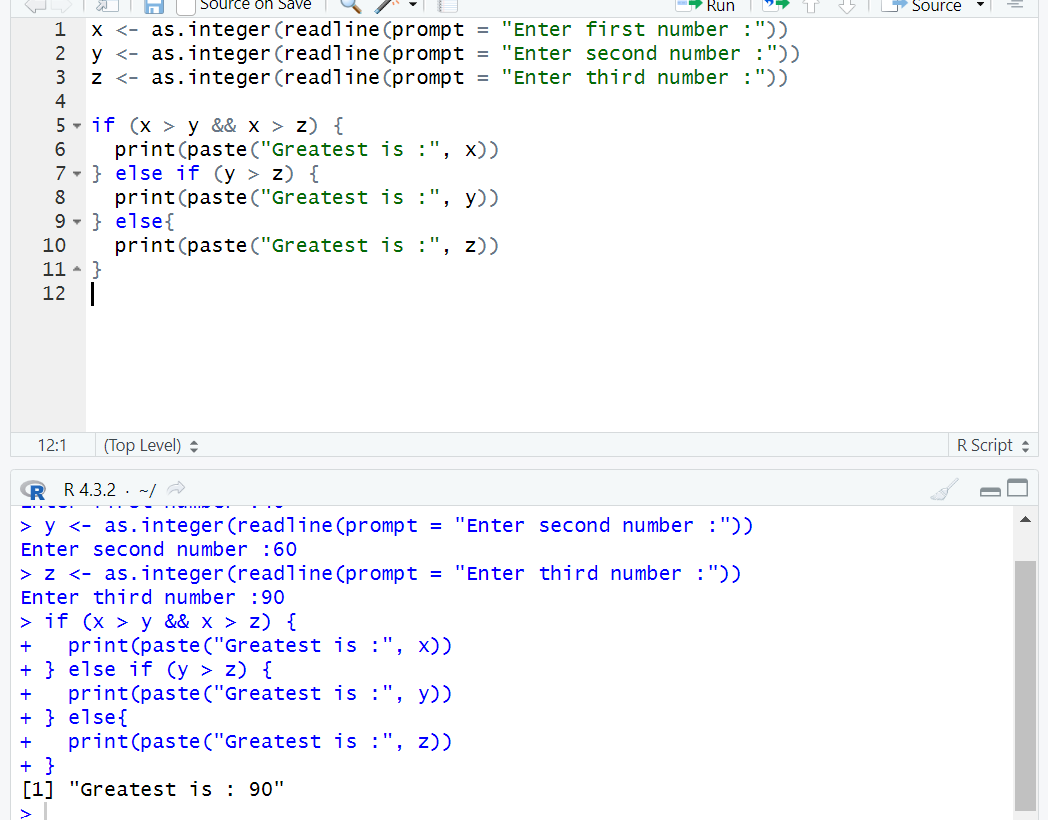 Source on Save
Run
Source
1 x <- as.integer(readline(prompt = "Enter first number :"))
2 y <- as.integer(readline(prompt = "Enter second number :"))
3 z <- as.integer(readline(prompt = "Enter third number :"))
4
5 if (x > y && x > z) {
6   print(paste("Greatest is :", x))
7 } else if (y > z) {
8   print(paste("Greatest is :", y))
9 } else{
10   print(paste("Greatest is :", z))
11 }
12
12:1 (Top Level) R Script
R R 4.3.2 · ~/
> y <- as.integer(readline(prompt = "Enter second number :"))
Enter second number :60
> z <- as.integer(readline(prompt = "Enter third number :"))
Enter third number :90
> if (x > y && x > z) {
+   print(paste("Greatest is :", x))
+ } else if (y > z) {
+   print(paste("Greatest is :", y))
+ } else{
+   print(paste("Greatest is :", z))
+ }
[1] "Greatest is : 90"
>